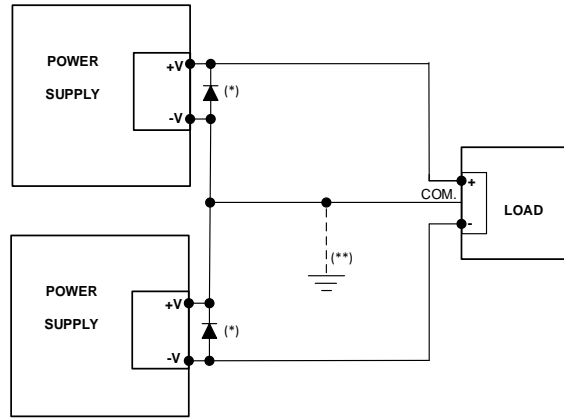 POWER
SUPPLY
+V
-V
(*)
+
COM.
-
LOAD
(**)
POWER
SUPPLY
+V
-V
(*)